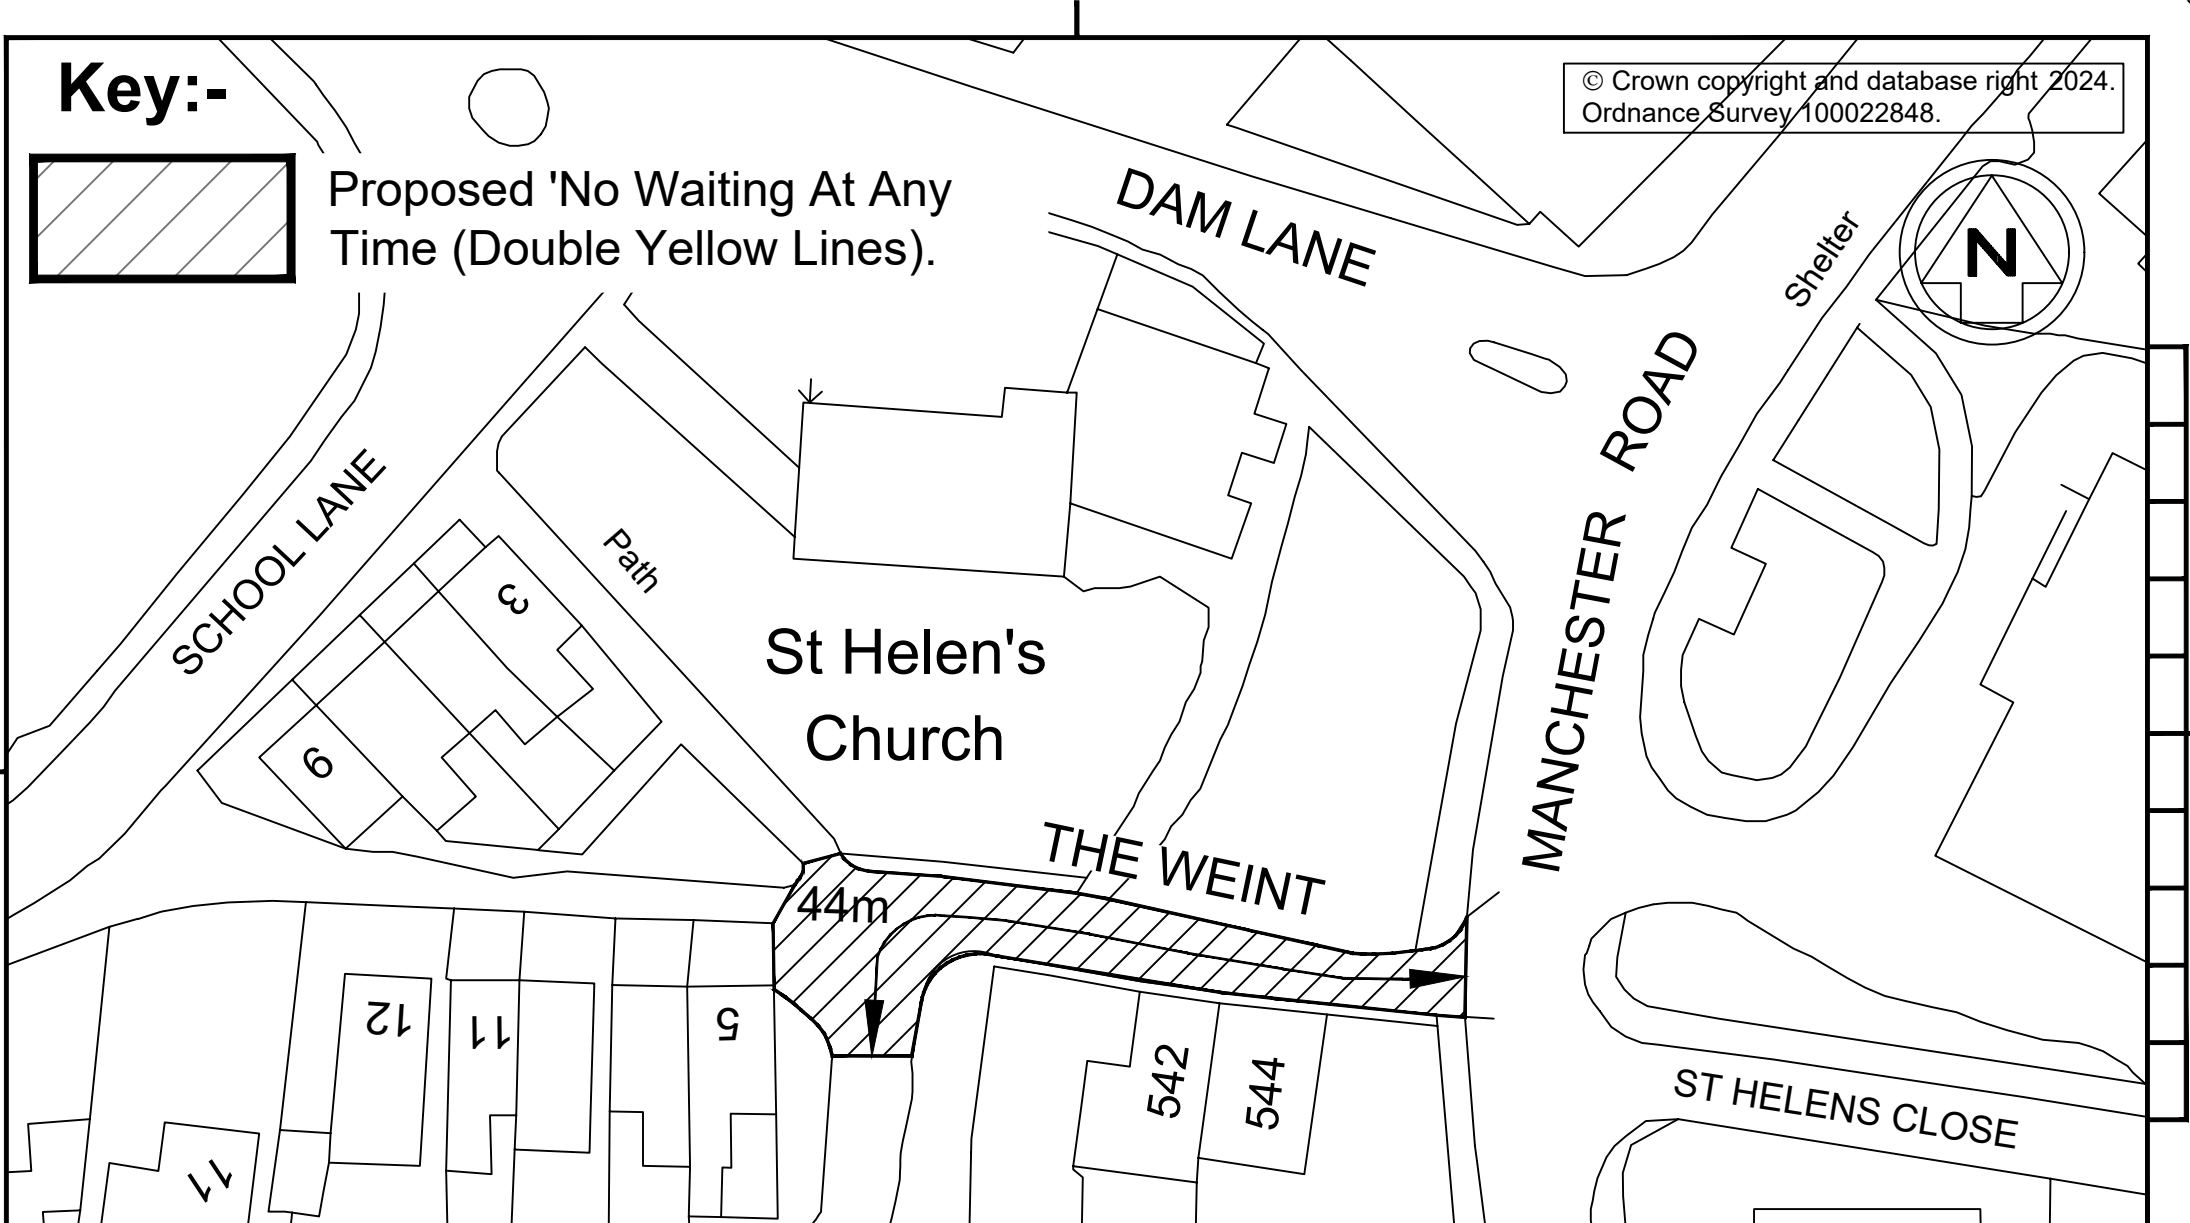 Key:-
Proposed 'No Waiting At Any
Time (Double Yellow Lines).
© Crown copyright and database right 2024.
Ordnance Survey 100022848.
N
DAM LANE
Shelter
MANCHESTER ROAD
SCHOOL LANE
Path
3
9
St Helen's
Church
THE WEINT
44m
12
11
5
542
544
ST HELENS CLOSE
11